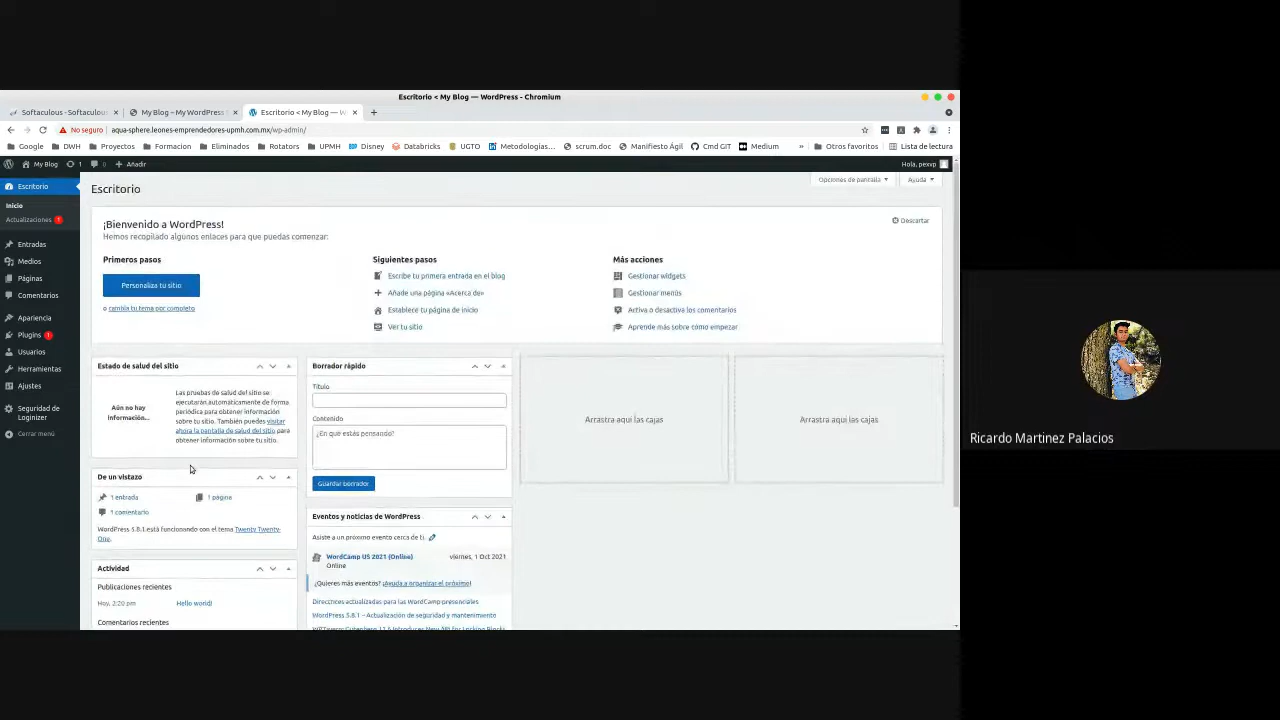 Escritorio < My Blog — WordPress - Chromium
Softaculous - Softaculous
My Blog – My WordPress
Escritorio < My Blog — W
No seguro
aqua-sphere.leones-emprendedores-upmh.com.mx/wp-admin/
Google DWH Proyectos Formacion Eliminados Rotators UPMH Disney Databricks UGTO Metodologías... scrum.doc Manifiesto Ágil Cmd GIT Medium » Otros favoritos Lista de lectura
My Blog 1 0 Añadir
Hola, pexvp
Escritorio
Inicio
Actualizaciones 1
Entradas
Medios
Páginas
Comentarios
Apariencia
Plugins 1
Usuarios
Herramientas
Ajustes
Seguridad de
Loginizer
Cerrar menú
Opciones de pantalla
Ayuda
Escritorio
¡Bienvenido a WordPress!
Descartar
Hemos recopilado algunos enlaces para que puedas comenzar:
Primeros pasos
Personaliza tu sitio
o cambia tu tema por completo
Siguientes pasos
Escribe tu primera entrada en el blog
Añade una página «Acerca de»
Establece tu página de inicio
Ver tu sitio
Más acciones
Gestionar widgets
Gestionar menús
Activa o desactiva los comentarios
Aprende más sobre cómo empezar
Estado de salud del sitio
Aún no hay
información...
Las pruebas de salud del sitio se
ejecutarán automáticamente de forma
periódica para obtener información
sobre tu sitio. También puedes visitar
ahora la pantalla de salud del sitio para
obtener información sobre tu sitio.
De un vistazo
1 entrada
1 página
1 comentario
WordPress 5.8.1 está funcionando con el tema Twenty Twenty-
One.
Actividad
Publicaciones recientes
Hoy, 2:20 pm
Hello world!
Comentarios recientes
Borrador rápido
Título
Contenido
¿En qué estás pensando?
Guardar borrador
Eventos y noticias de WordPress
Asiste a un próximo evento cerca de ti.
WordCamp US 2021 (Online)
viernes, 1 Oct 2021
Online
¿Quieres más eventos? ¡Ayuda a organizar el próximo!
Directrices actualizadas para las WordCamp presenciales
WordPress 5.8.1 – Actualización de seguridad y mantenimiento
Arrastra aquí las cajas
Arrastra aquí las cajas
Ricardo Martinez Palacios